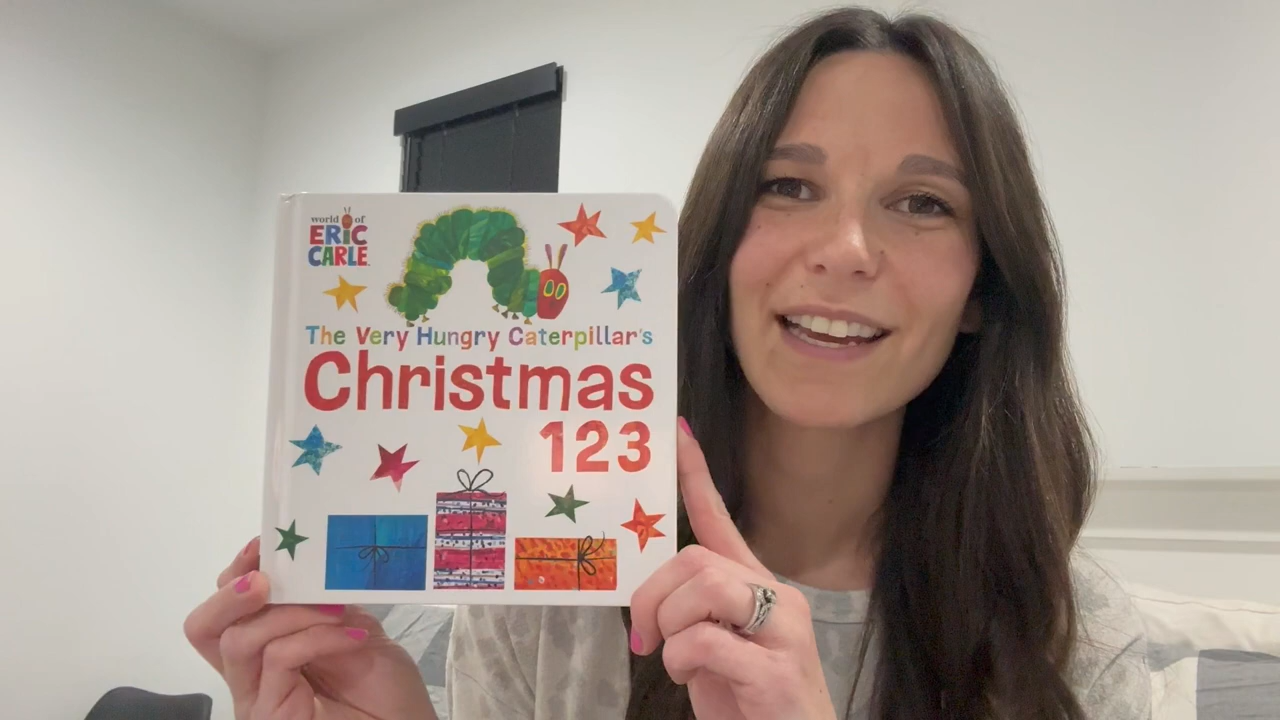 world of
ERiC
CARLE
The Very Hungry Caterpillar's
Christmas
123